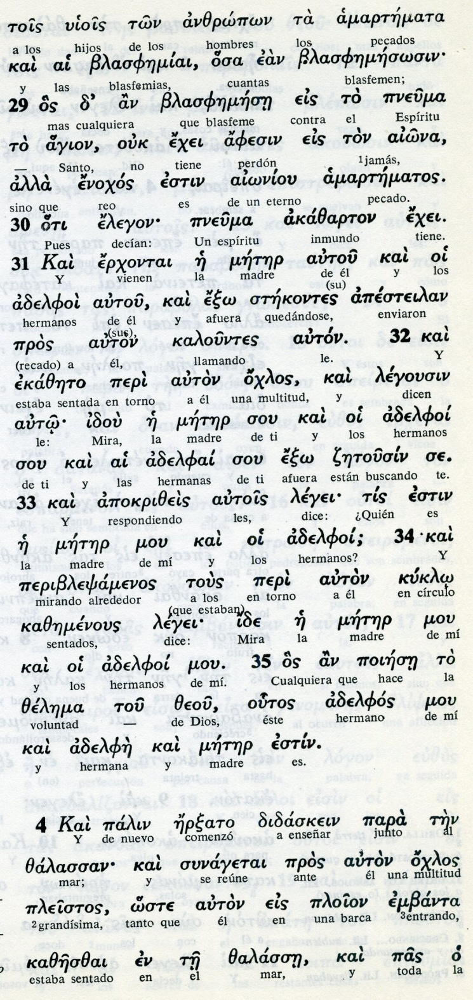 τοῖς υἱοῖς τῶν ἀνθρώπων τὰ ἁμαρτήματα
a los hijos de los hombres los pecados
καὶ αἱ βλασφημίαι, ὅσα ἐὰν βλασφημήσωσιν·
y las blasfemias, cuantas blasfemen;
29 ὃς δ' ἂν βλασφημήσῃ εἰς τὸ πνεῦμα
mas cualquiera que blasfeme contra el Espíritu
τὸ ἅγιον, οὐκ ἔχει ἄφεσιν εἰς τὸν αἰῶνα,
— Santo, no tiene perdón 1jamás,
ἀλλὰ ἔνοχός ἐστιν αἰωνίου ἁμαρτήματος.
sino que reo es de un eterno pecado.
30 ὅτι ἔλεγον· πνεῦμα ἀκάθαρτον ἔχει.
Pues decían: Un espíritu inmundo tiene.
31 Καὶ ἔρχονται ἡ μήτηρ αὐτοῦ καὶ οἱ
Y vienen la madre de él y los
(su)
ἀδελφοὶ αὐτοῦ, καὶ ἔξω στήκοντες ἀπέστειλαν
hermanos de él y afuera quedándose, enviaron
(sus)
πρὸς αὐτὸν καλοῦντες αὐτόν. 32 καὶ
(recado) a él, llamando le. Y
ἐκάθητο περὶ αὐτὸν ὄχλος, καὶ λέγουσιν
estaba sentada en torno a él una multitud, y dicen
αὐτῷ· ἰδοὺ ἡ μήτηρ σου καὶ οἱ ἀδελφοί
le: Mira, la madre de ti y los hermanos
σου καὶ αἱ ἀδελφαί σου ἔξω ζητοῦσίν σε.
de ti y las hermanas de ti afuera están buscando te.
33 καὶ ἀποκριθεὶς αὐτοῖς λέγει· τίς ἐστιν
Y respondiendo les, dice: ¿Quién es
ἡ μήτηρ μου καὶ οἱ ἀδελφοί; 34 καὶ
la madre de mí y los hermanos? Y
περιβλεψάμενος τοὺς περὶ αὐτὸν κύκλῳ
mirando alrededor a los en torno a él en círculo
(que estaban)
καθημένους λέγει· ἴδε ἡ μήτηρ μου
sentados, dice: Mira la madre de mí
καὶ οἱ ἀδελφοί μου. 35 ὃς ἂν ποιήσῃ τὸ
y los hermanos de mí. Cualquiera que hace la
θέλημα τοῦ θεοῦ, οὗτος ἀδελφός μου
voluntad de Dios, éste hermano de mí
καὶ ἀδελφὴ καὶ μήτηρ ἐστίν.
y hermana y madre es.
4 Καὶ πάλιν ἤρξατο διδάσκειν παρὰ τὴν
Y de nuevo comenzó a enseñar junto al
θάλασσαν· καὶ συνάγεται πρὸς αὐτὸν ὄχλος
mar; y se reúne ante él una multitud
πλεῖστος, ὥστε αὐτὸν εἰς πλοῖον ἐμβάντα
2grandísima, tanto que él en una barca 3entrando,
καθῆσθαι ἐν τῇ θαλάσσῃ, καὶ πᾶς ὁ
estaba sentado en el mar, y toda la